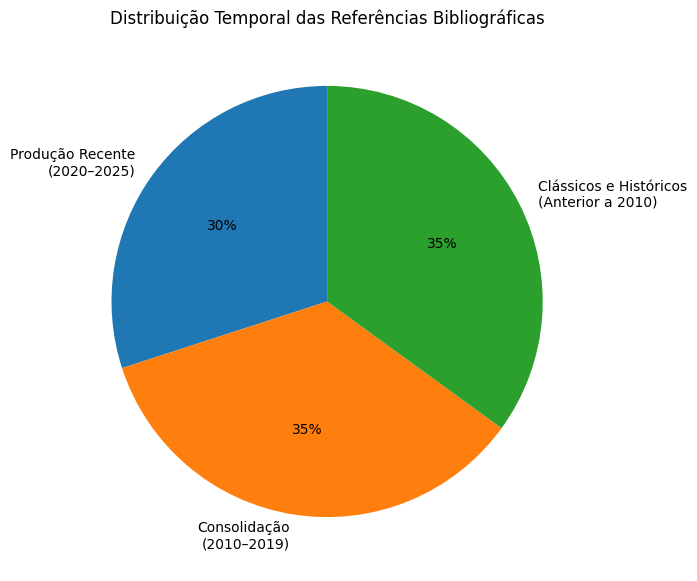 Distribuição Temporal das Referências Bibliográficas
Produção Recente
(2020–2025)
30%
Clássicos e Históricos
(Anterior a 2010)
35%
35%
Consolidação
(2010–2019)